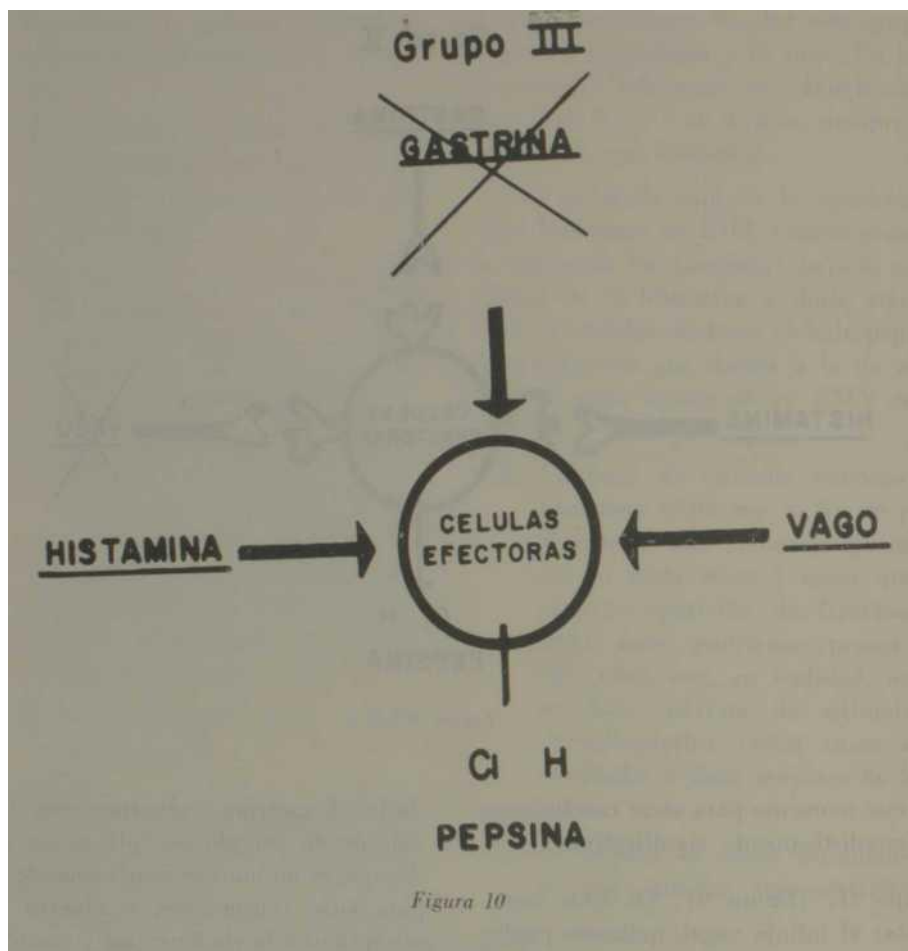 Grupo III
GASTRINA
HISTAMINA
CELULAS
EFECTORAS
VAGO
Cl H
PEPSINA
Figura 10